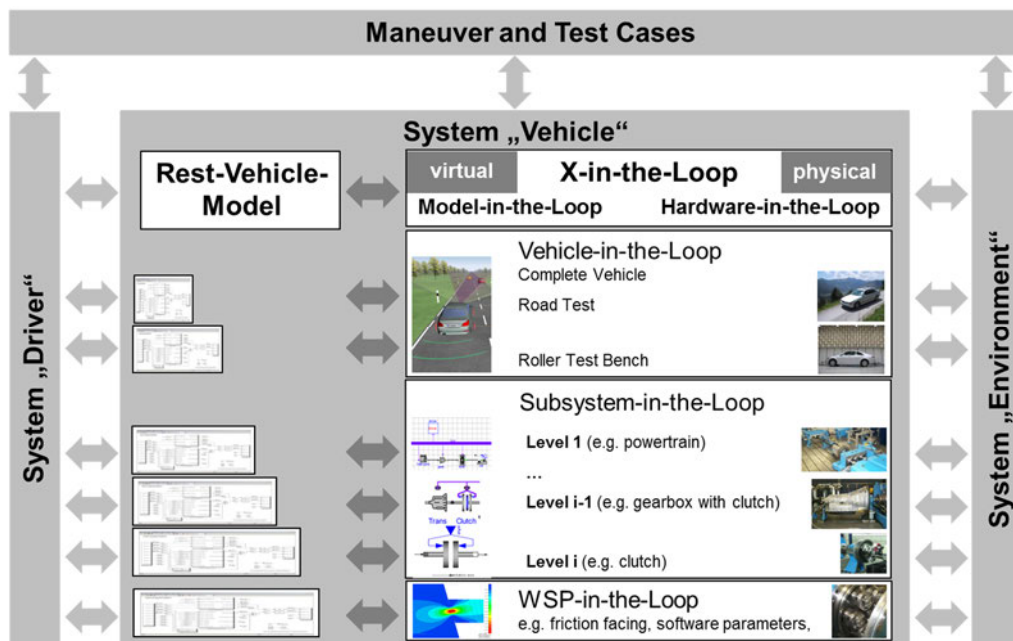 Maneuver and Test Cases
System „Driver“
System „Vehicle“
Rest-Vehicle-
Model
virtual
X-in-the-Loop
physical
Model-in-the-Loop
Hardware-in-the-Loop
Vehicle-in-the-Loop
Complete Vehicle
Road Test
Roller Test Bench
Subsystem-in-the-Loop
Level 1 (e.g. powertrain)
...
Level i-1 (e.g. gearbox with clutch)
Trans Clutch
Level i (e.g. clutch)
WSP-in-the-Loop
e.g. friction facing, software parameters,
System „Environment“